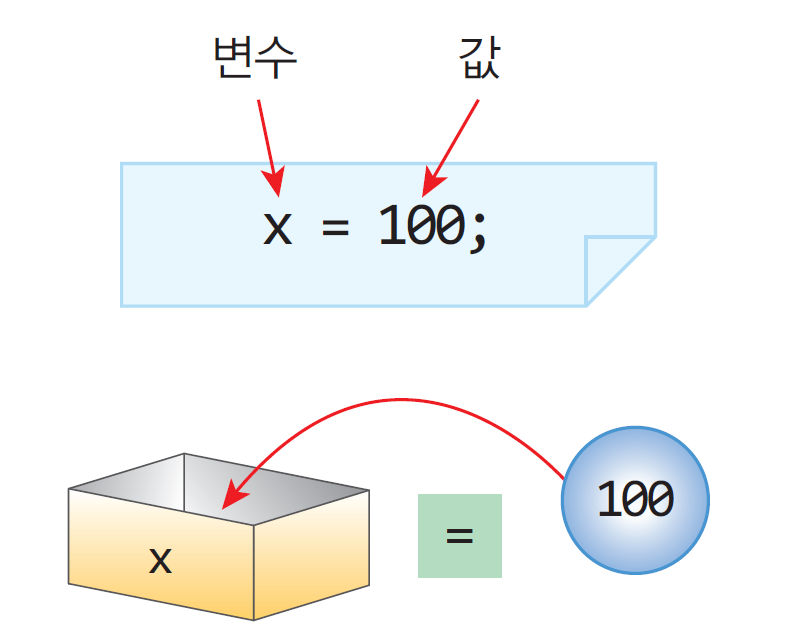 변수 값
x = 100;
x = 100